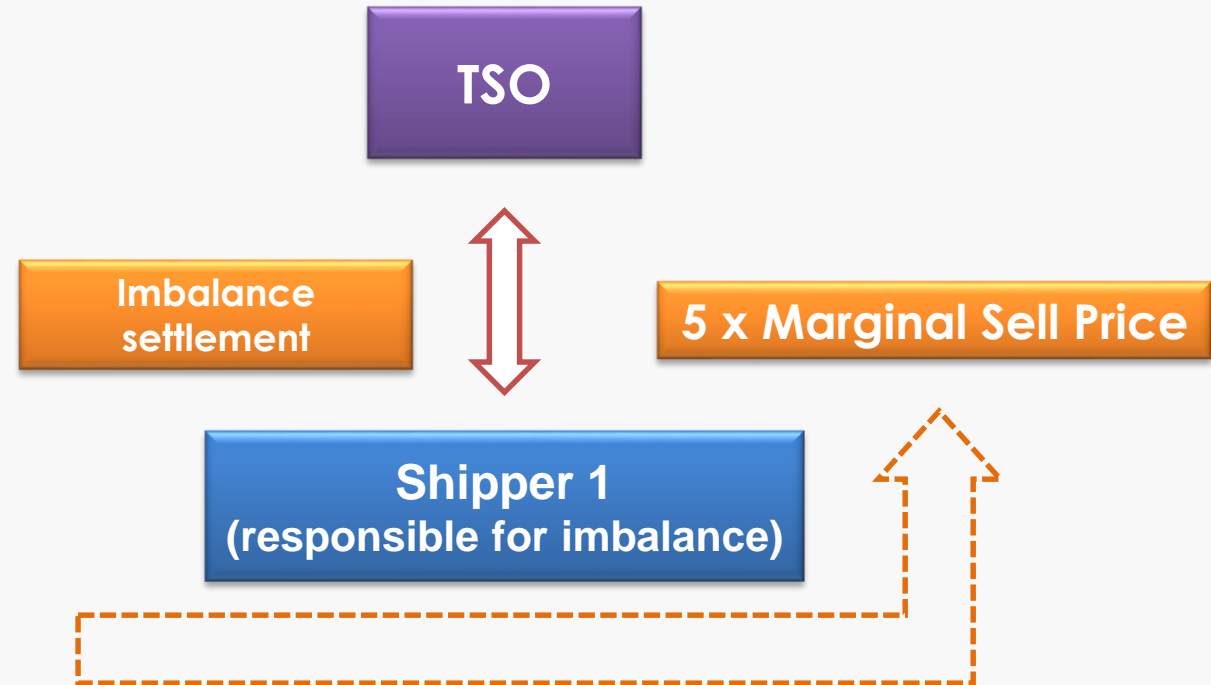 TSO
Imbalance
settlement
5 x Marginal Sell Price
Shipper 1
(responsible for imbalance)